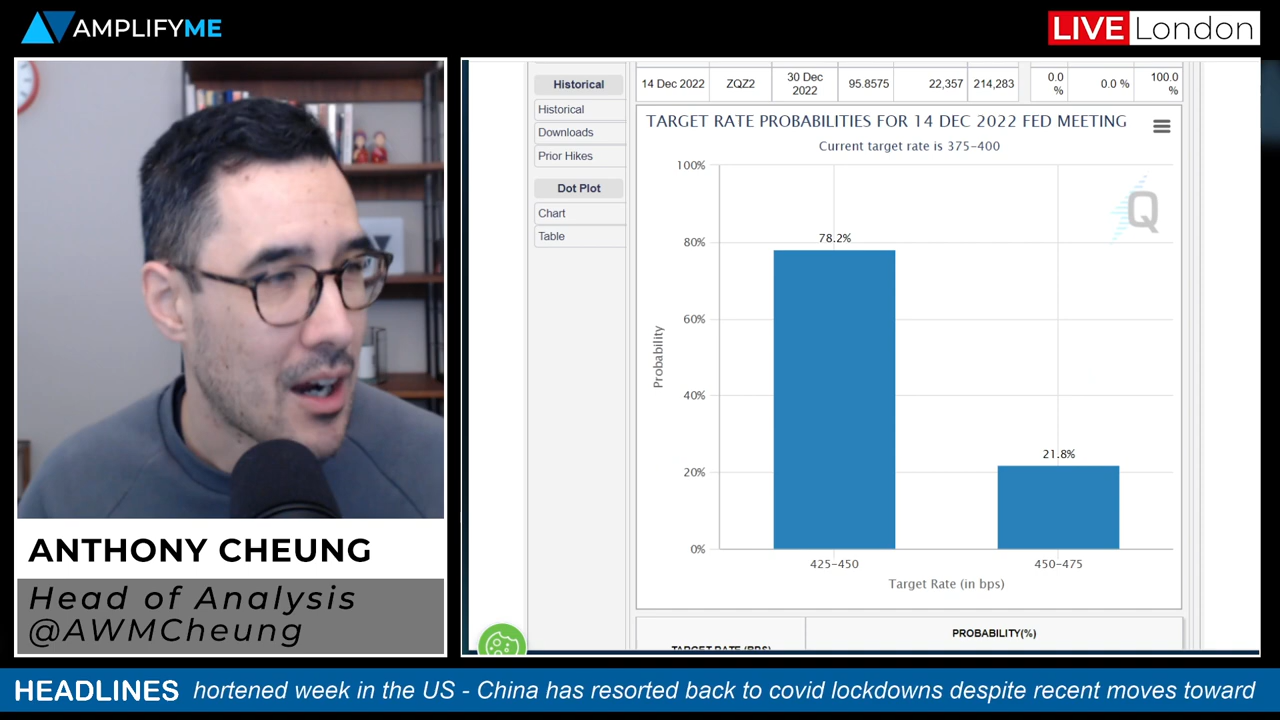 AMPLIFYME
LIVE London
Historical
Historical
Downloads
Prior Hikes
Dot Plot
Chart
Table
14 Dec 2022 ZQZ2 30 Dec 2022 95.8575 22,357 214,283 0.0 % 0.0 % 100.0 %
TARGET RATE PROBABILITIES FOR 14 DEC 2022 FED MEETING
Current target rate is 375-400
Q
100%
80%
60%
40%
20%
0%
Probability
78.2%
21.8%
425-450
450-475
Target Rate (in bps)
TARGET RATE (BPS)
PROBABILITY(%)
ANTHONY CHEUNG
Head of Analysis
@AWMCheung
HEADLINES hortened week in the US - China has resorted back to covid lockdowns despite recent moves toward